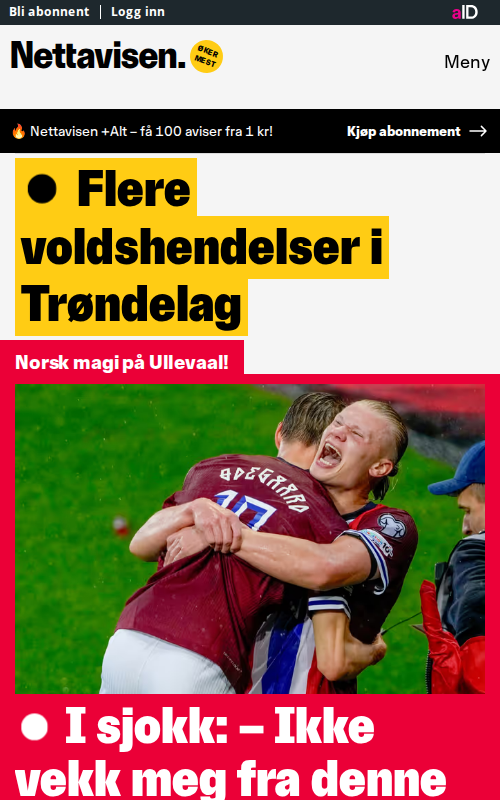 Bli abonnent | Logg inn
aID
Nettavisen.
ØKER
MEST
Meny
Nettavisen +Alt – få 100 aviser fra 1 kr!
Kjøp abonnement
Flere
voldshendelser i
Trøndelag
Norsk magi på Ullevaal!
ØDEGAARD
10
I sjokk: – Ikke
vekk meg fra denne